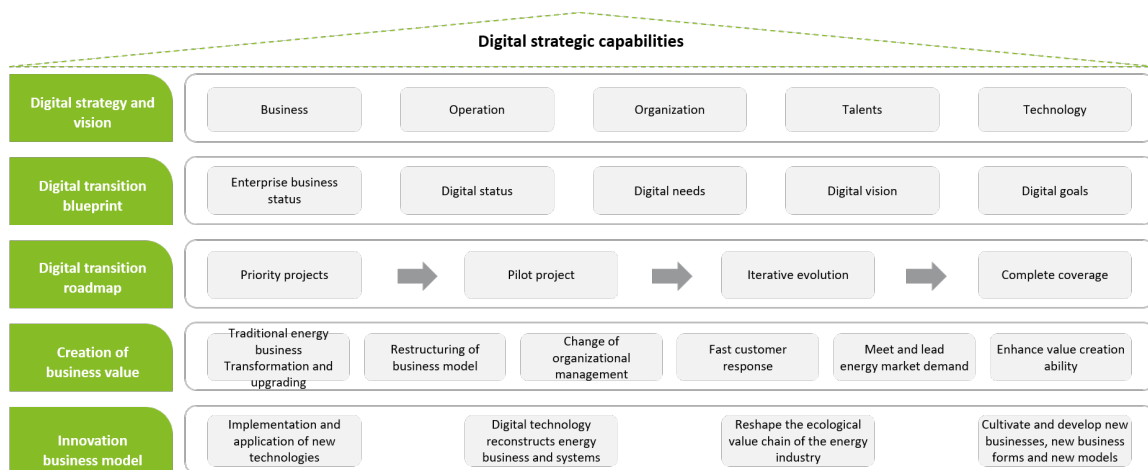 Digital strategic capabilities
Digital strategy and
vision
Business
Operation
Organization
Talents
Technology
Digital transition
blueprint
Enterprise business
status
Digital status
Digital needs
Digital vision
Digital goals
Digital transition
roadmap
Priority projects
Pilot project
Iterative evolution
Complete coverage
Creation of
business value
Traditional energy
business
Transformation and
upgrading
Restructuring of
business model
Change of
organizational
management
Fast customer
response
Meet and lead
energy market demand
Enhance value creation
ability
Innovation
business model
Implementation and
application of new
technologies
Digital technology
reconstructs energy
business and systems
Reshape the ecological
value chain of the energy
industry
Cultivate and develop new
businesses, new business
forms and new models